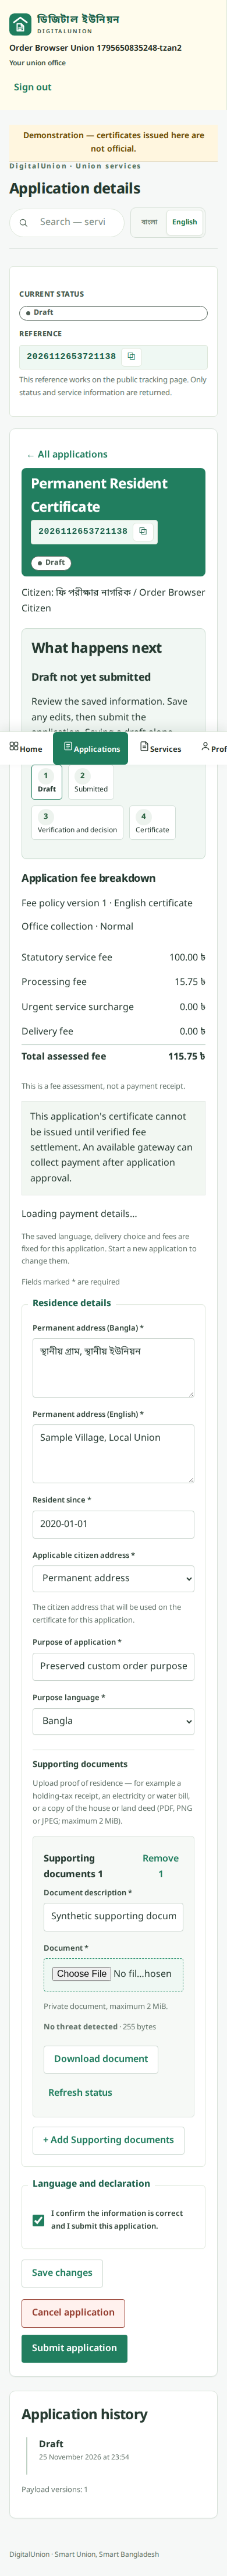 ডিজিটাল ইউনিয়ন
DIGITALUNION
Order Browser Union 1795650835248-tzan2
Your union office
Sign out
Demonstration — certificates issued here are
not official.
DigitalUnion · Union services
Application details
Search — servi
বাংলা
English
CURRENT STATUS
Draft
REFERENCE
2026112653721138
This reference works on the public tracking page. Only
status and service information are returned.
← All applications
Permanent Resident
Certificate
2026112653721138
Draft
Citizen: ফি পরীক্ষার নাগরিক / Order Browser
Citizen
What happens next
Draft not yet submitted
Review the saved information. Save
any edits, then submit the
Home
Applications
Services
Prof
1
Draft
2
Submitted
3
Verification and decision
4
Certificate
Application fee breakdown
Fee policy version 1 · English certificate
Office collection · Normal
Statutory service fee 100.00 ৳
Processing fee 15.75 ৳
Urgent service surcharge 0.00 ৳
Delivery fee 0.00 ৳
Total assessed fee 115.75 ৳
This is a fee assessment, not a payment receipt.
This application's certificate cannot
be issued until verified fee
settlement. An available gateway can
collect payment after application
approval.
Loading payment details...
The saved language, delivery choice and fees are
fixed for this application. Start a new application to
change them.
Fields marked * are required
Residence details
Permanent address (Bangla) *
স্থানীয় গ্রাম, স্থানীয় ইউনিয়ন
Permanent address (English) *
Sample Village, Local Union
Resident since *
2020-01-01
Applicable citizen address *
Permanent address
The citizen address that will be used on the
certificate for this application.
Purpose of application *
Preserved custom order purpose
Purpose language *
Bangla
Supporting documents
Upload proof of residence — for example a
holding-tax receipt, an electricity or water bill,
or a copy of the house or land deed (PDF, PNG
or JPEG; maximum 2 MiB).
Supporting
documents 1
Remove
1
Document description *
Synthetic supporting docum
Document *
Choose File No fil...hosen
Private document, maximum 2 MiB.
No threat detected · 255 bytes
Download document
Refresh status
+ Add Supporting documents
Language and declaration
I confirm the information is correct
and I submit this application.
Save changes
Cancel application
Submit application
Application history
Draft
25 November 2026 at 23:54
Payload versions: 1
DigitalUnion · Smart Union, Smart Bangladesh